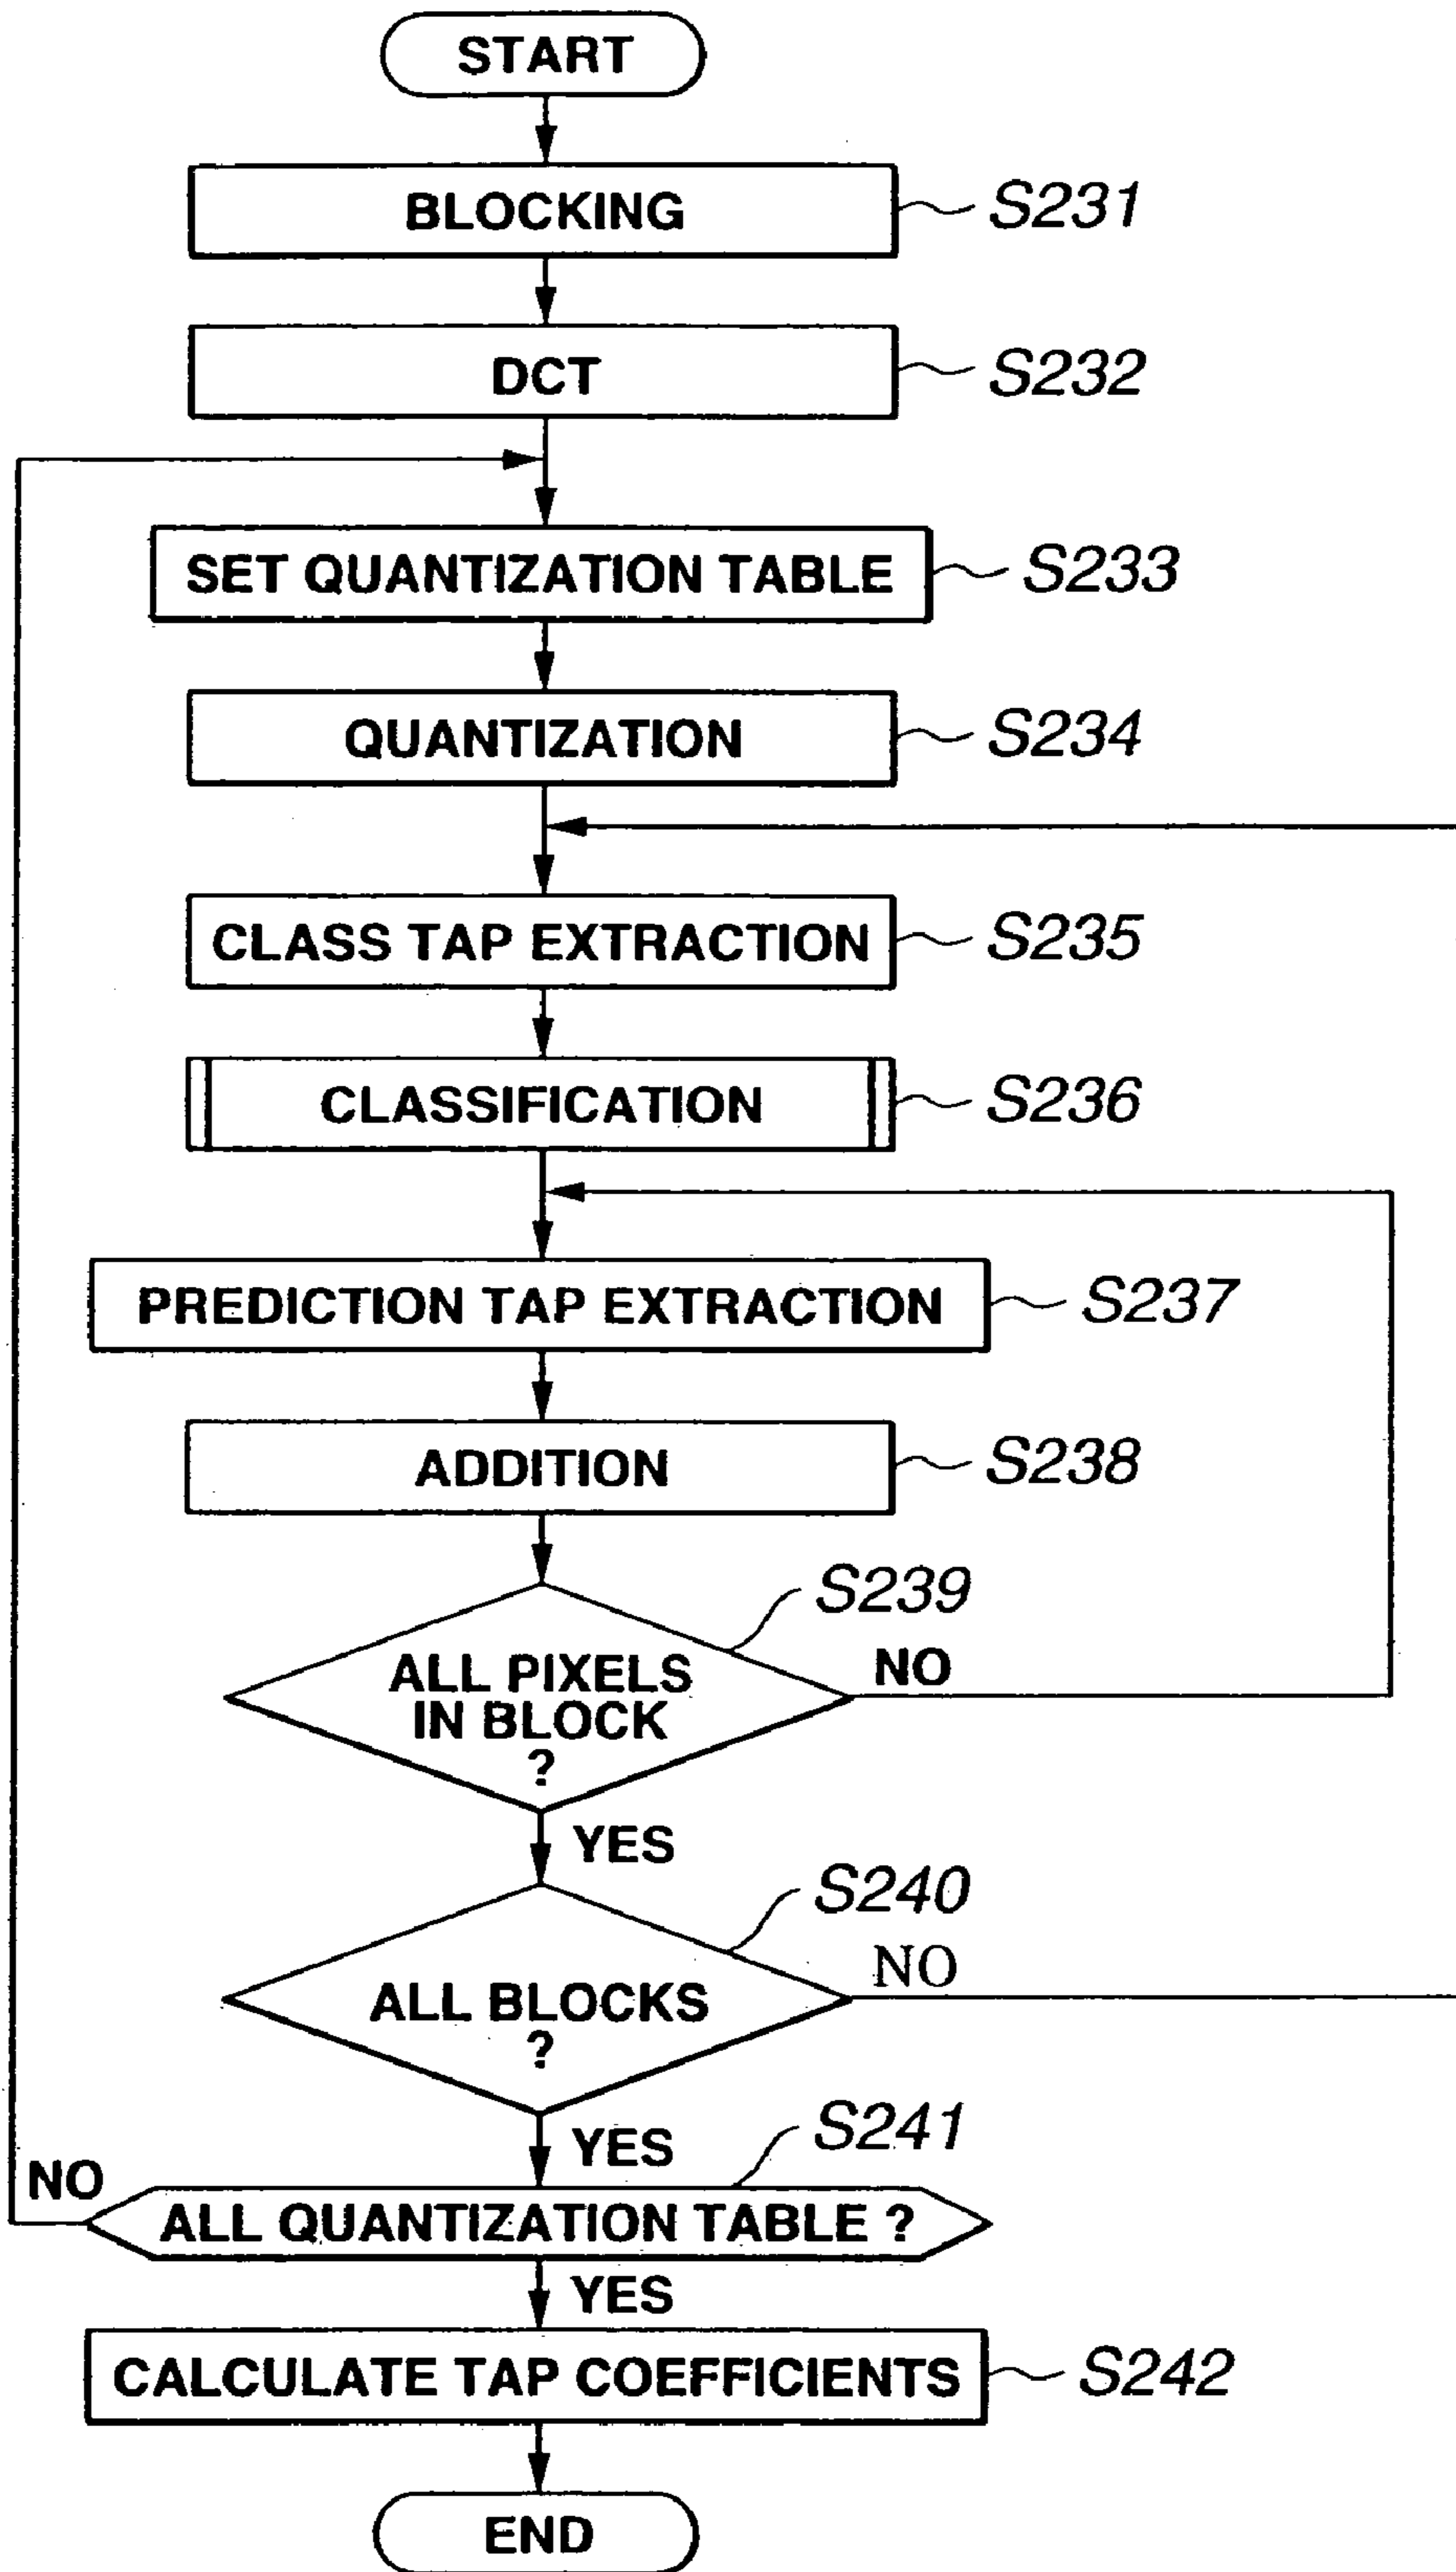 START
BLOCKING
S231
DCT
S232
SET QUANTIZATION TABLE
S233
QUANTIZATION
S234
CLASS TAP EXTRACTION
S235
CLASSIFICATION
S236
PREDICTION TAP EXTRACTION
S237
ADDITION
S238
S239
ALL PIXELS
IN BLOCK
?
NO
YES
S240
ALL BLOCKS
?
NO
YES
S241
NO
ALL QUANTIZATION TABLE ?
YES
CALCULATE TAP COEFFICIENTS
S242
END